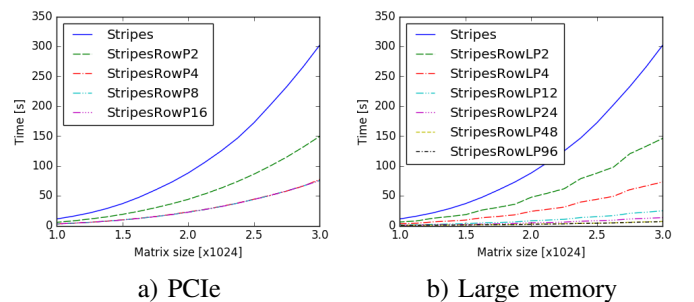 350
300
250
200
150
100
50
0
Time [s]
Stripes
StripesRowP2
StripesRowP4
StripesRowP8
StripesRowP16
1.0 1.5 2.0 2.5 3.0
Matrix size [x1024]
a) PCIe
350
300
250
200
150
100
50
0
Time [s]
Stripes
StripesRowLP2
StripesRowLP4
StripesRowLP12
StripesRowLP24
StripesRowLP48
StripesRowLP96
1.0 1.5 2.0 2.5 3.0
Matrix size [x1024]
b) Large memory